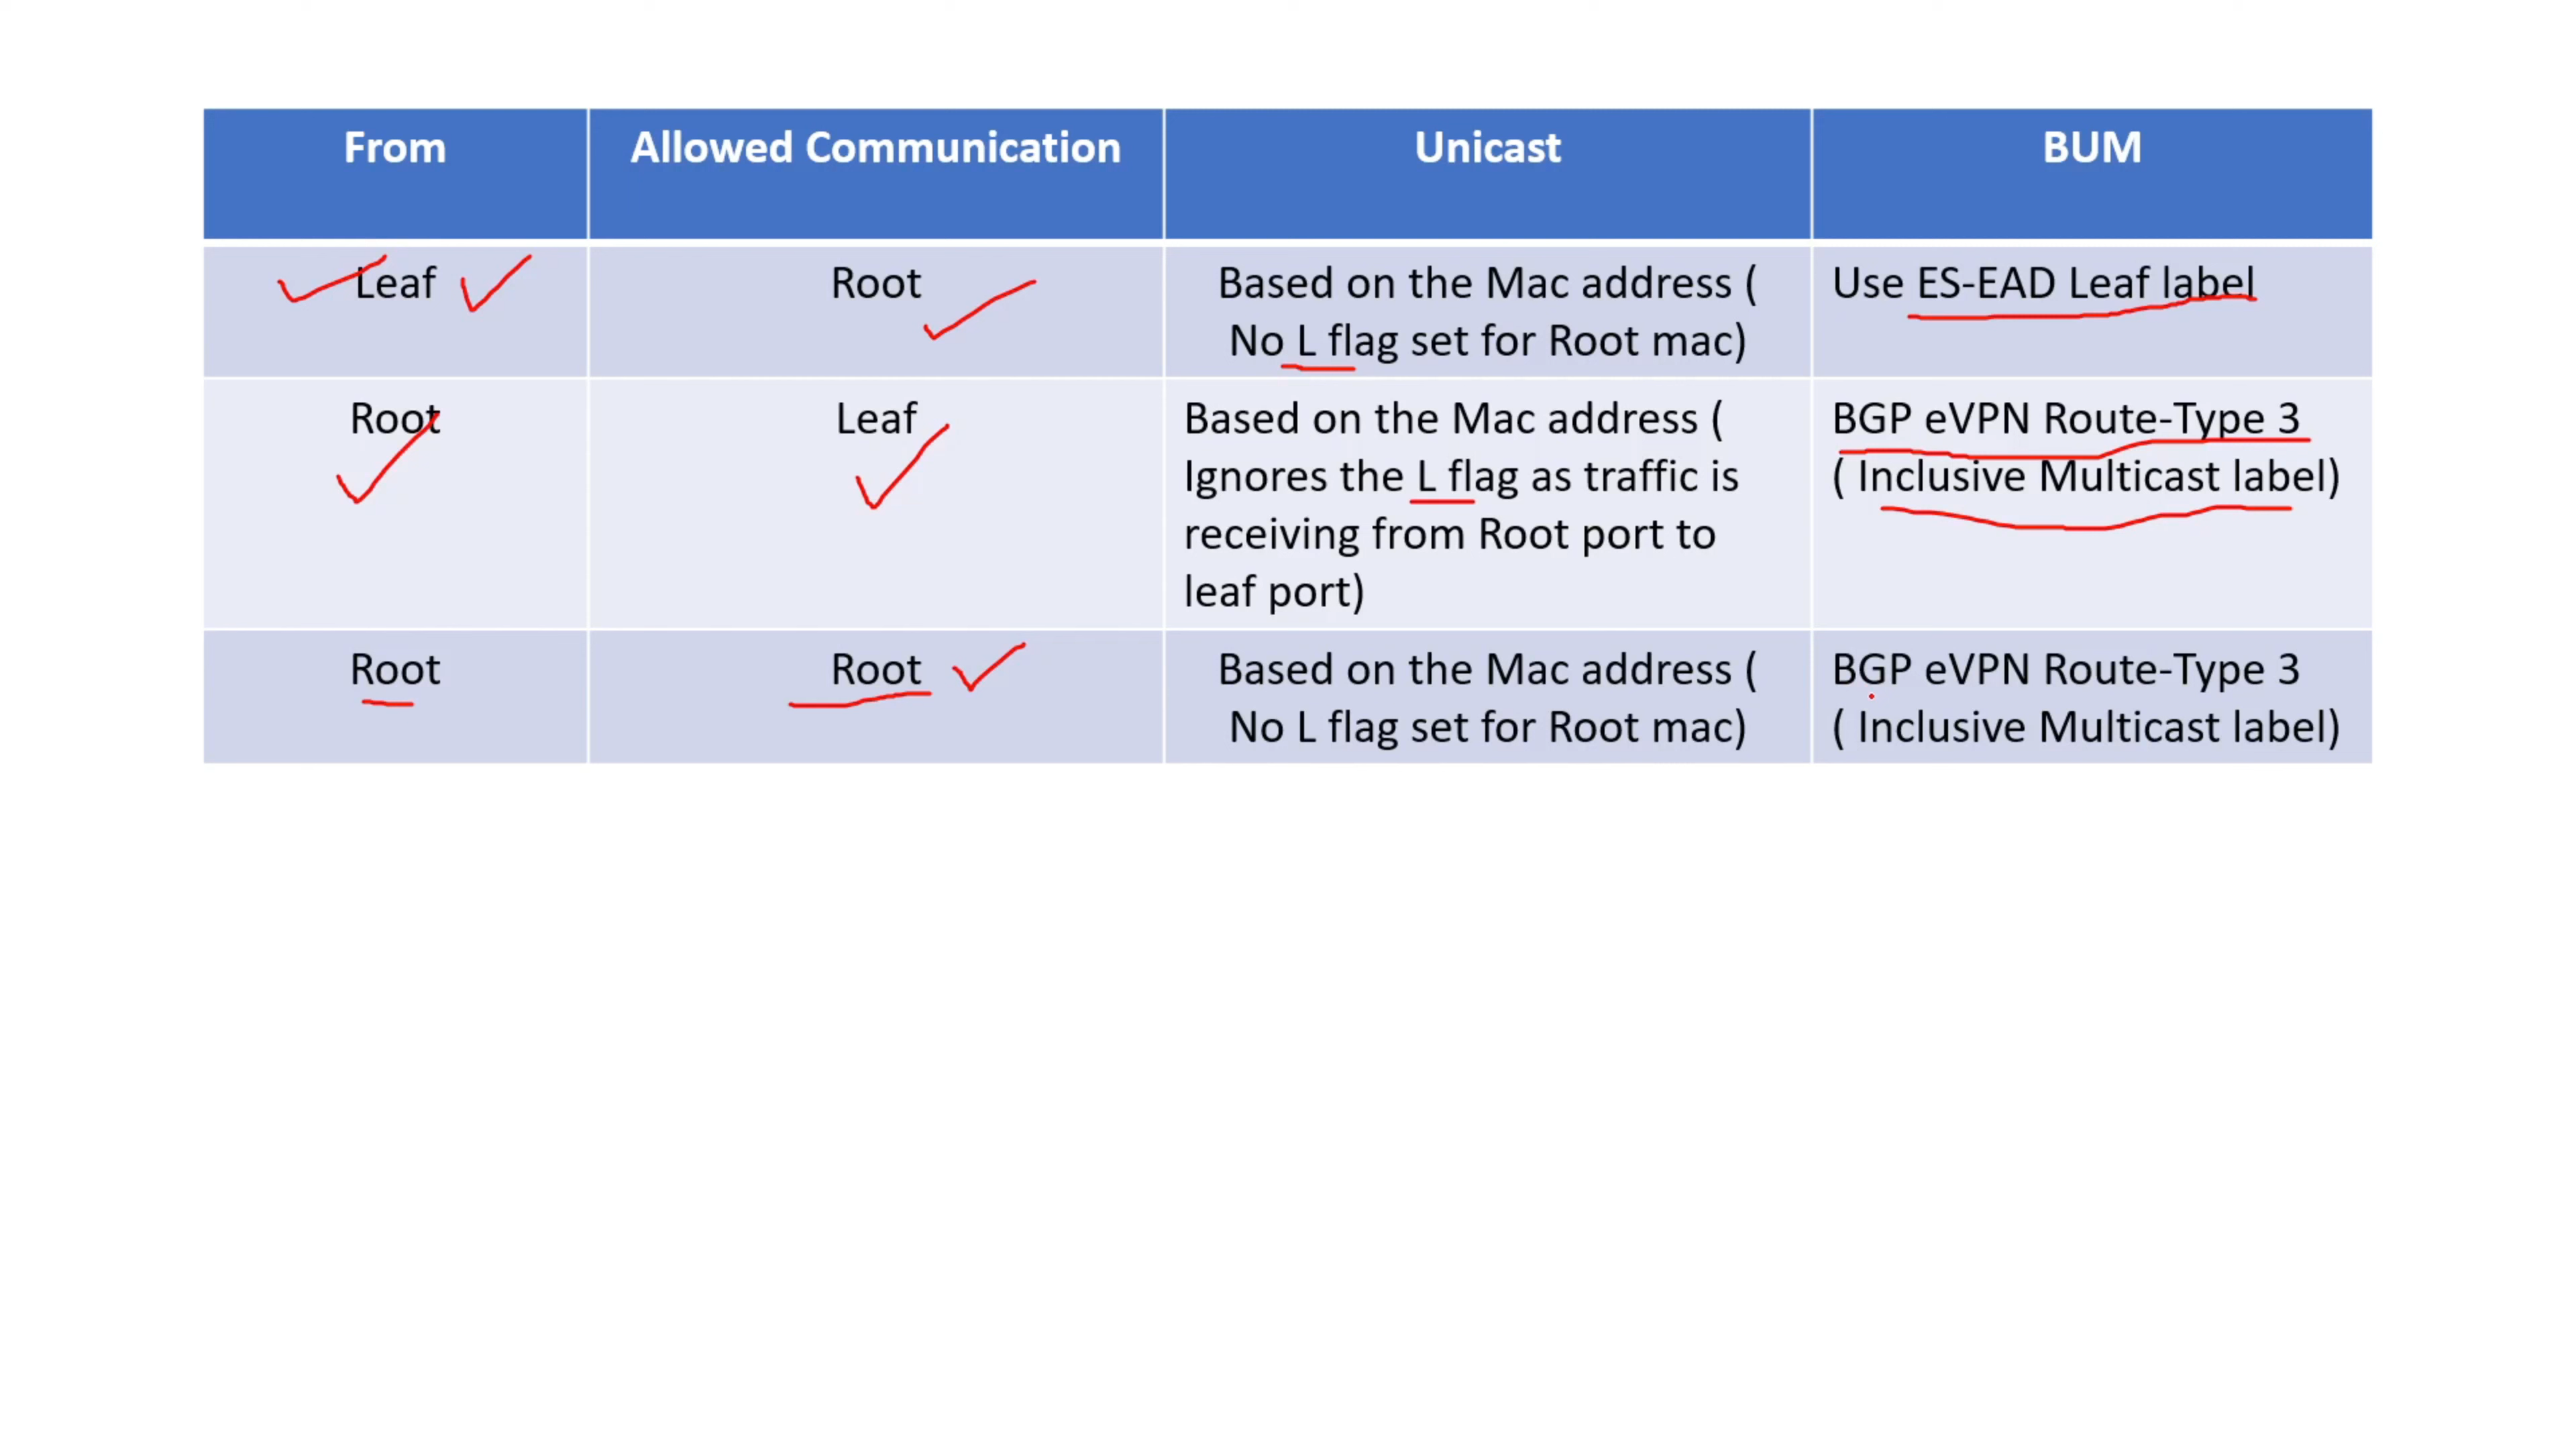 From
Allowed Communication
Unicast
BUM
Leaf
Root
Based on the Mac address (
No L flag set for Root mac)
Use ES-EAD Leaf label
Root
Leaf
Based on the Mac address (
Ignores the L flag as traffic is
receiving from Root port to
leaf port)
BGP eVPN Route-Type 3
( Inclusive Multicast label)
Root
Root
Based on the Mac address (
No L flag set for Root mac)
BGP eVPN Route-Type 3
( Inclusive Multicast label)